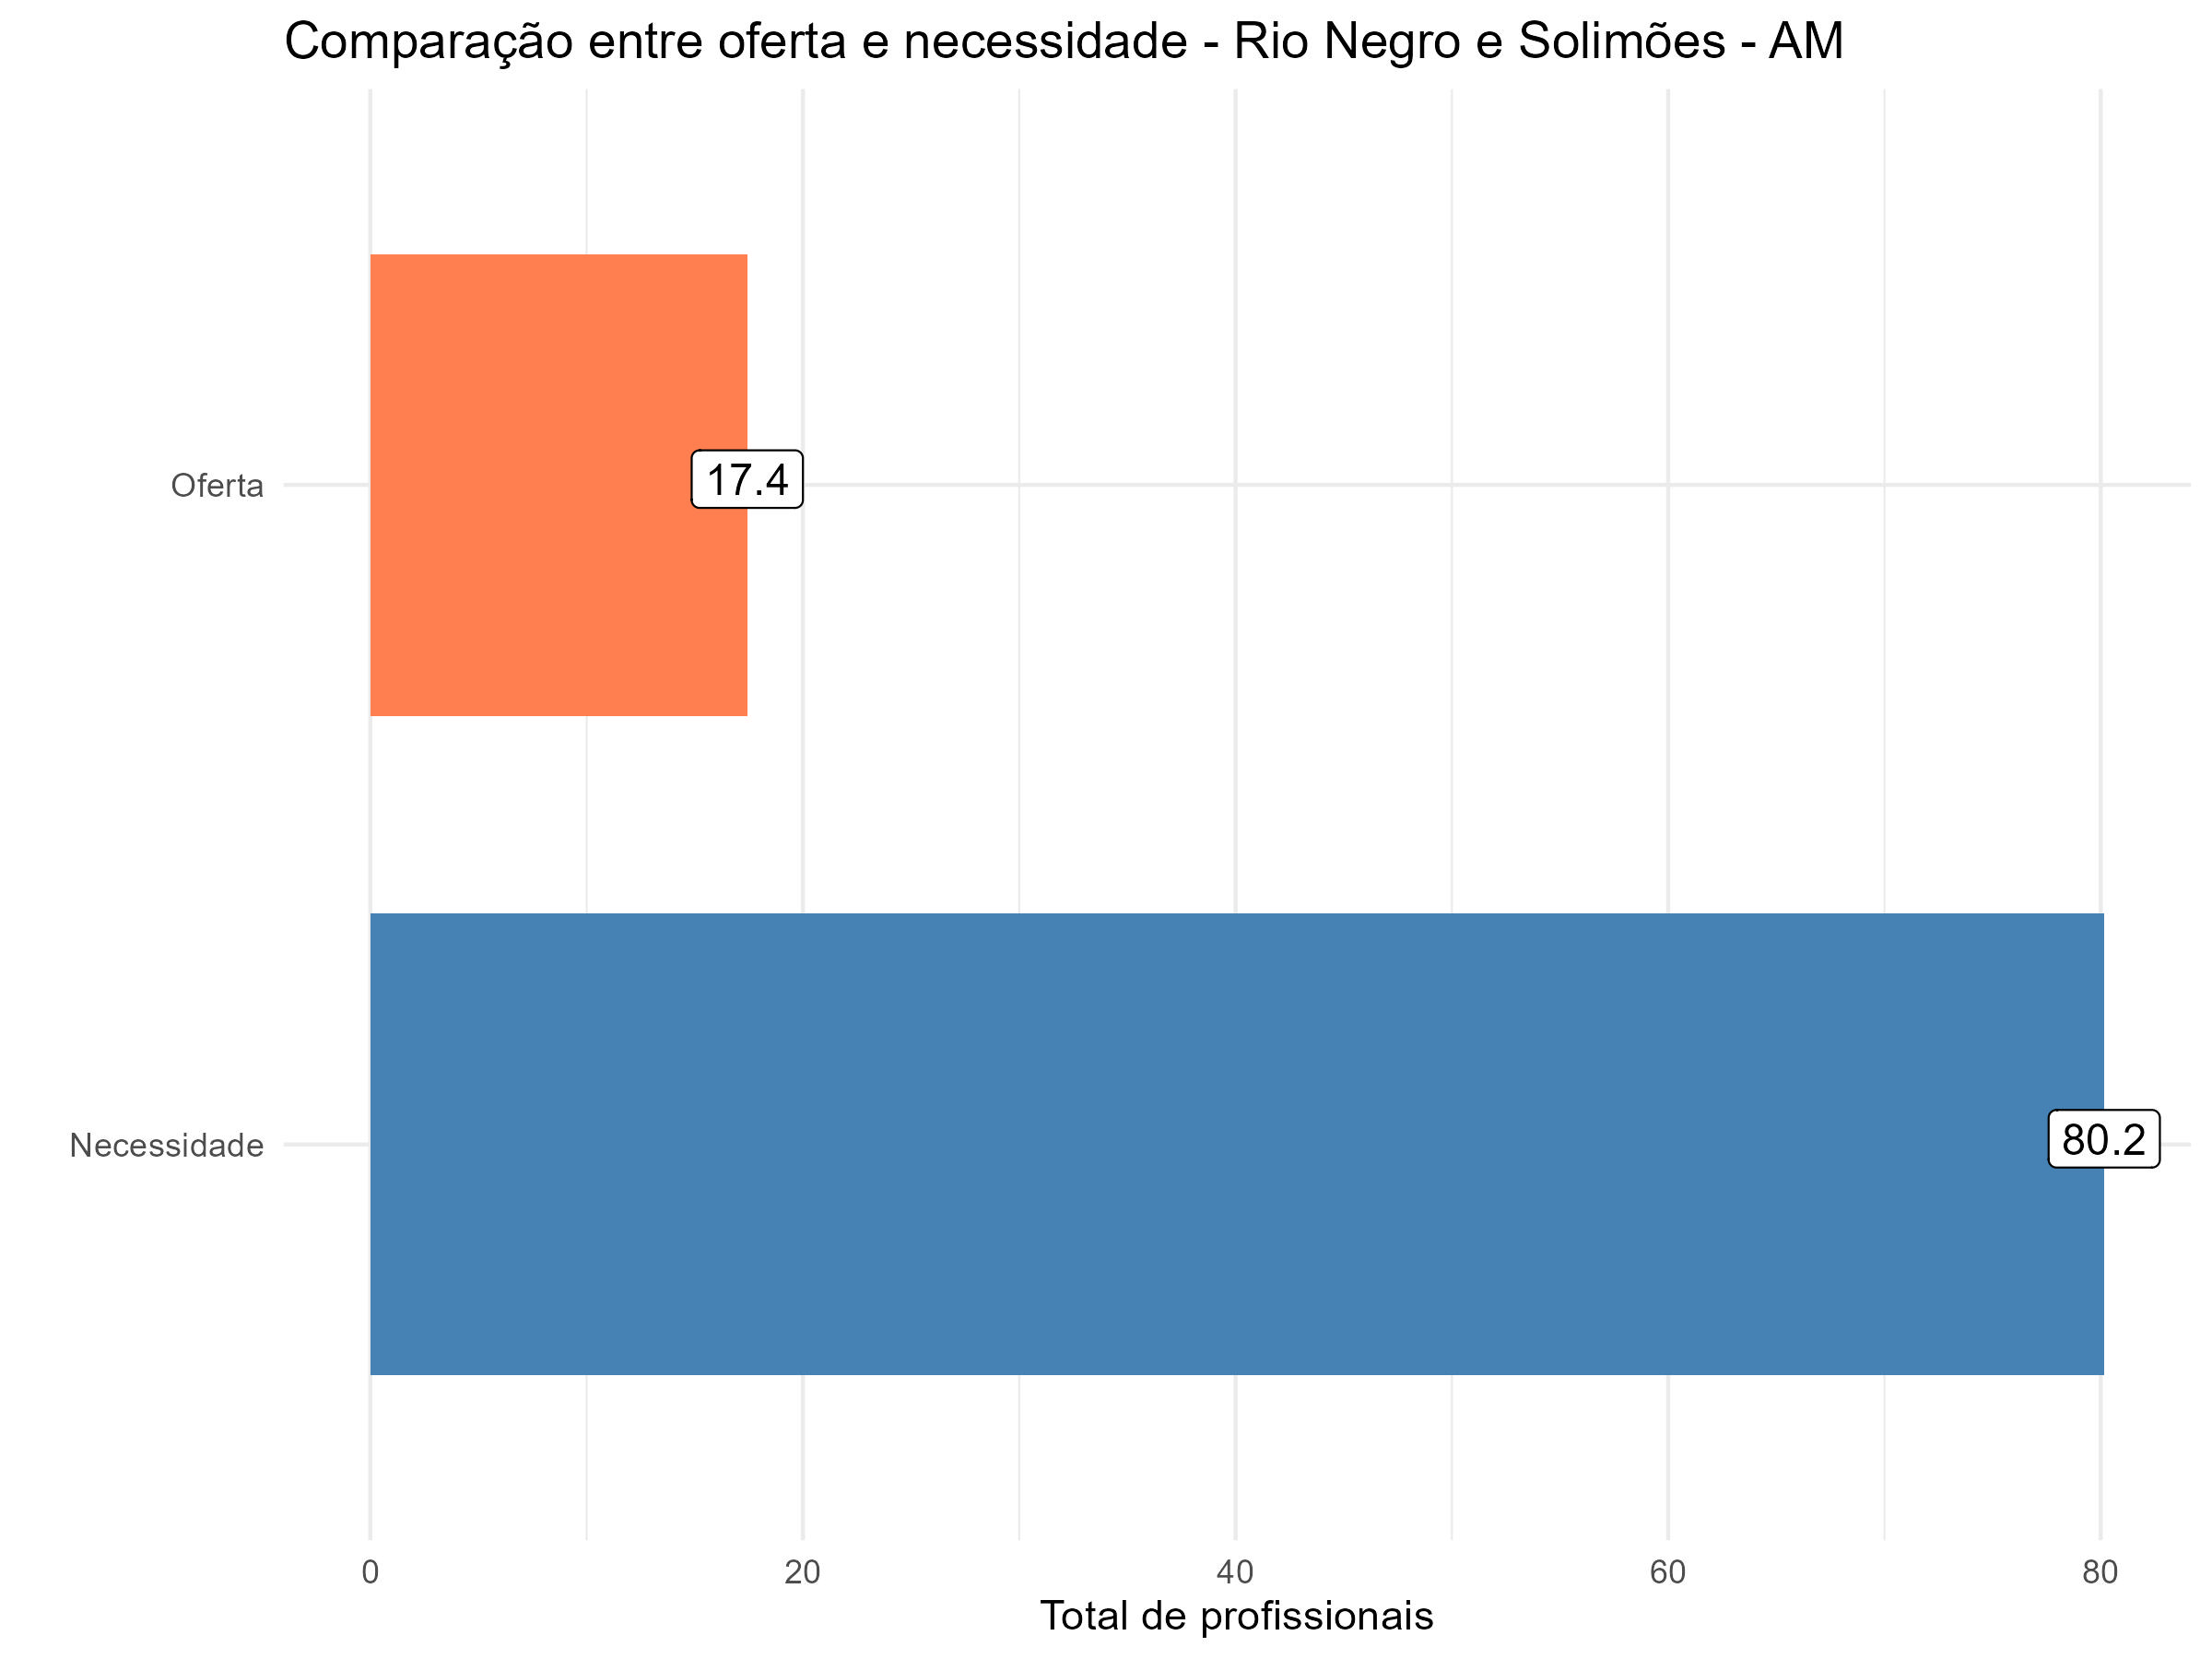 Comparação entre oferta e necessidade - Rio Negro e Solimões - AM
Oferta
17.4
Necessidade
80.2
0 20 40 60 80
Total de profissionais